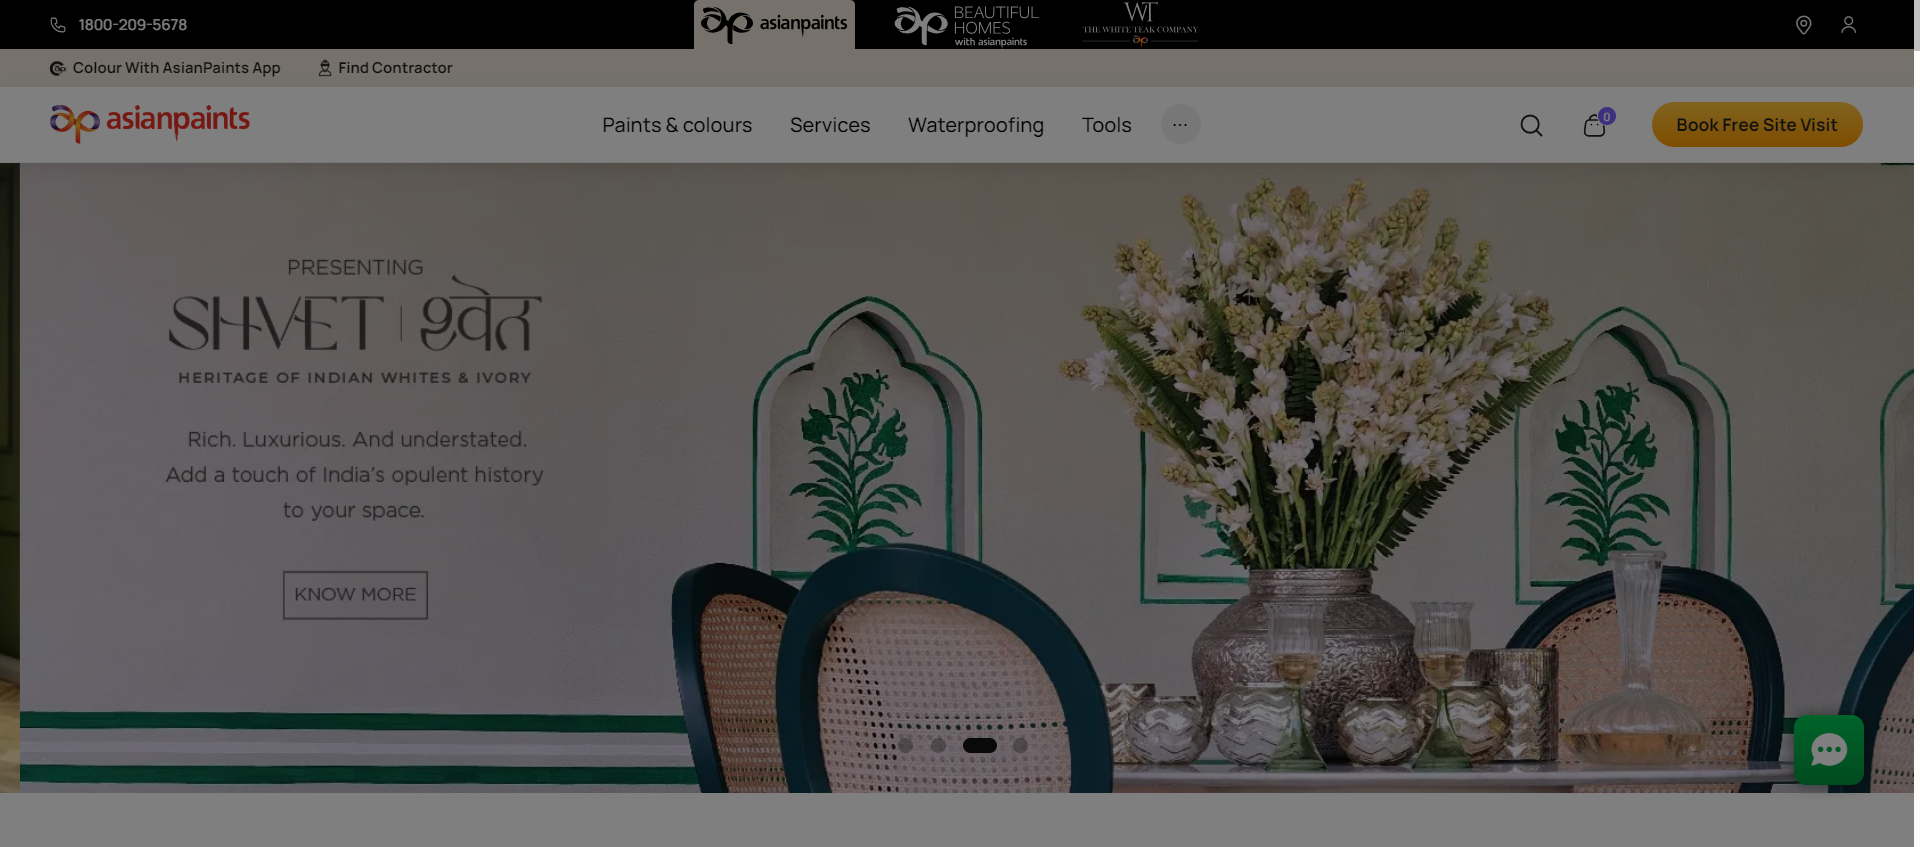 1800-209-5678
asianpaints
BEAUTIFUL
HOMES
with asianpaints
WT
THE WHITE TEAK COMPANY
Colour With AsianPaints App
Find Contractor
asianpaints
Paints & colours
Services
Waterproofing
Tools
...
0
Book Free Site Visit
PRESENTING
SHVET | श्वेत
HERITAGE OF INDIAN WHITES & IVORY
Rich. Luxurious. And understated.
Add a touch of India's opulent history
to your space.
KNOW MORE